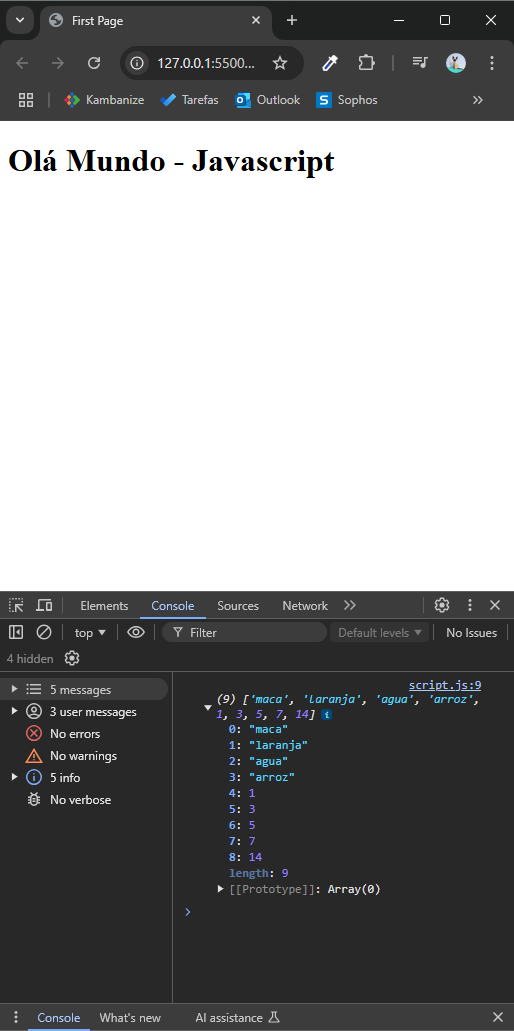 First Page
127.0.0.1:5500...
Kambanize
Tarefas
Outlook
S Sophos
Olá Mundo - Javascript
Elements
Console
Sources
Network
top
Filter
Default levels
No Issues
4 hidden
5 messages
3 user messages
No errors
No warnings
5 info
No verbose
script.js:9
(9) ['maca', 'laranja', 'agua', 'arroz',
1, 3, 5, 7, 14] i
0: "maca"
1: "laranja"
2: "agua"
3: "arroz"
4: 1
5: 3
6: 5
7: 7
8: 14
length: 9
[[Prototype]]: Array(0)
Console
What's new
AI assistance